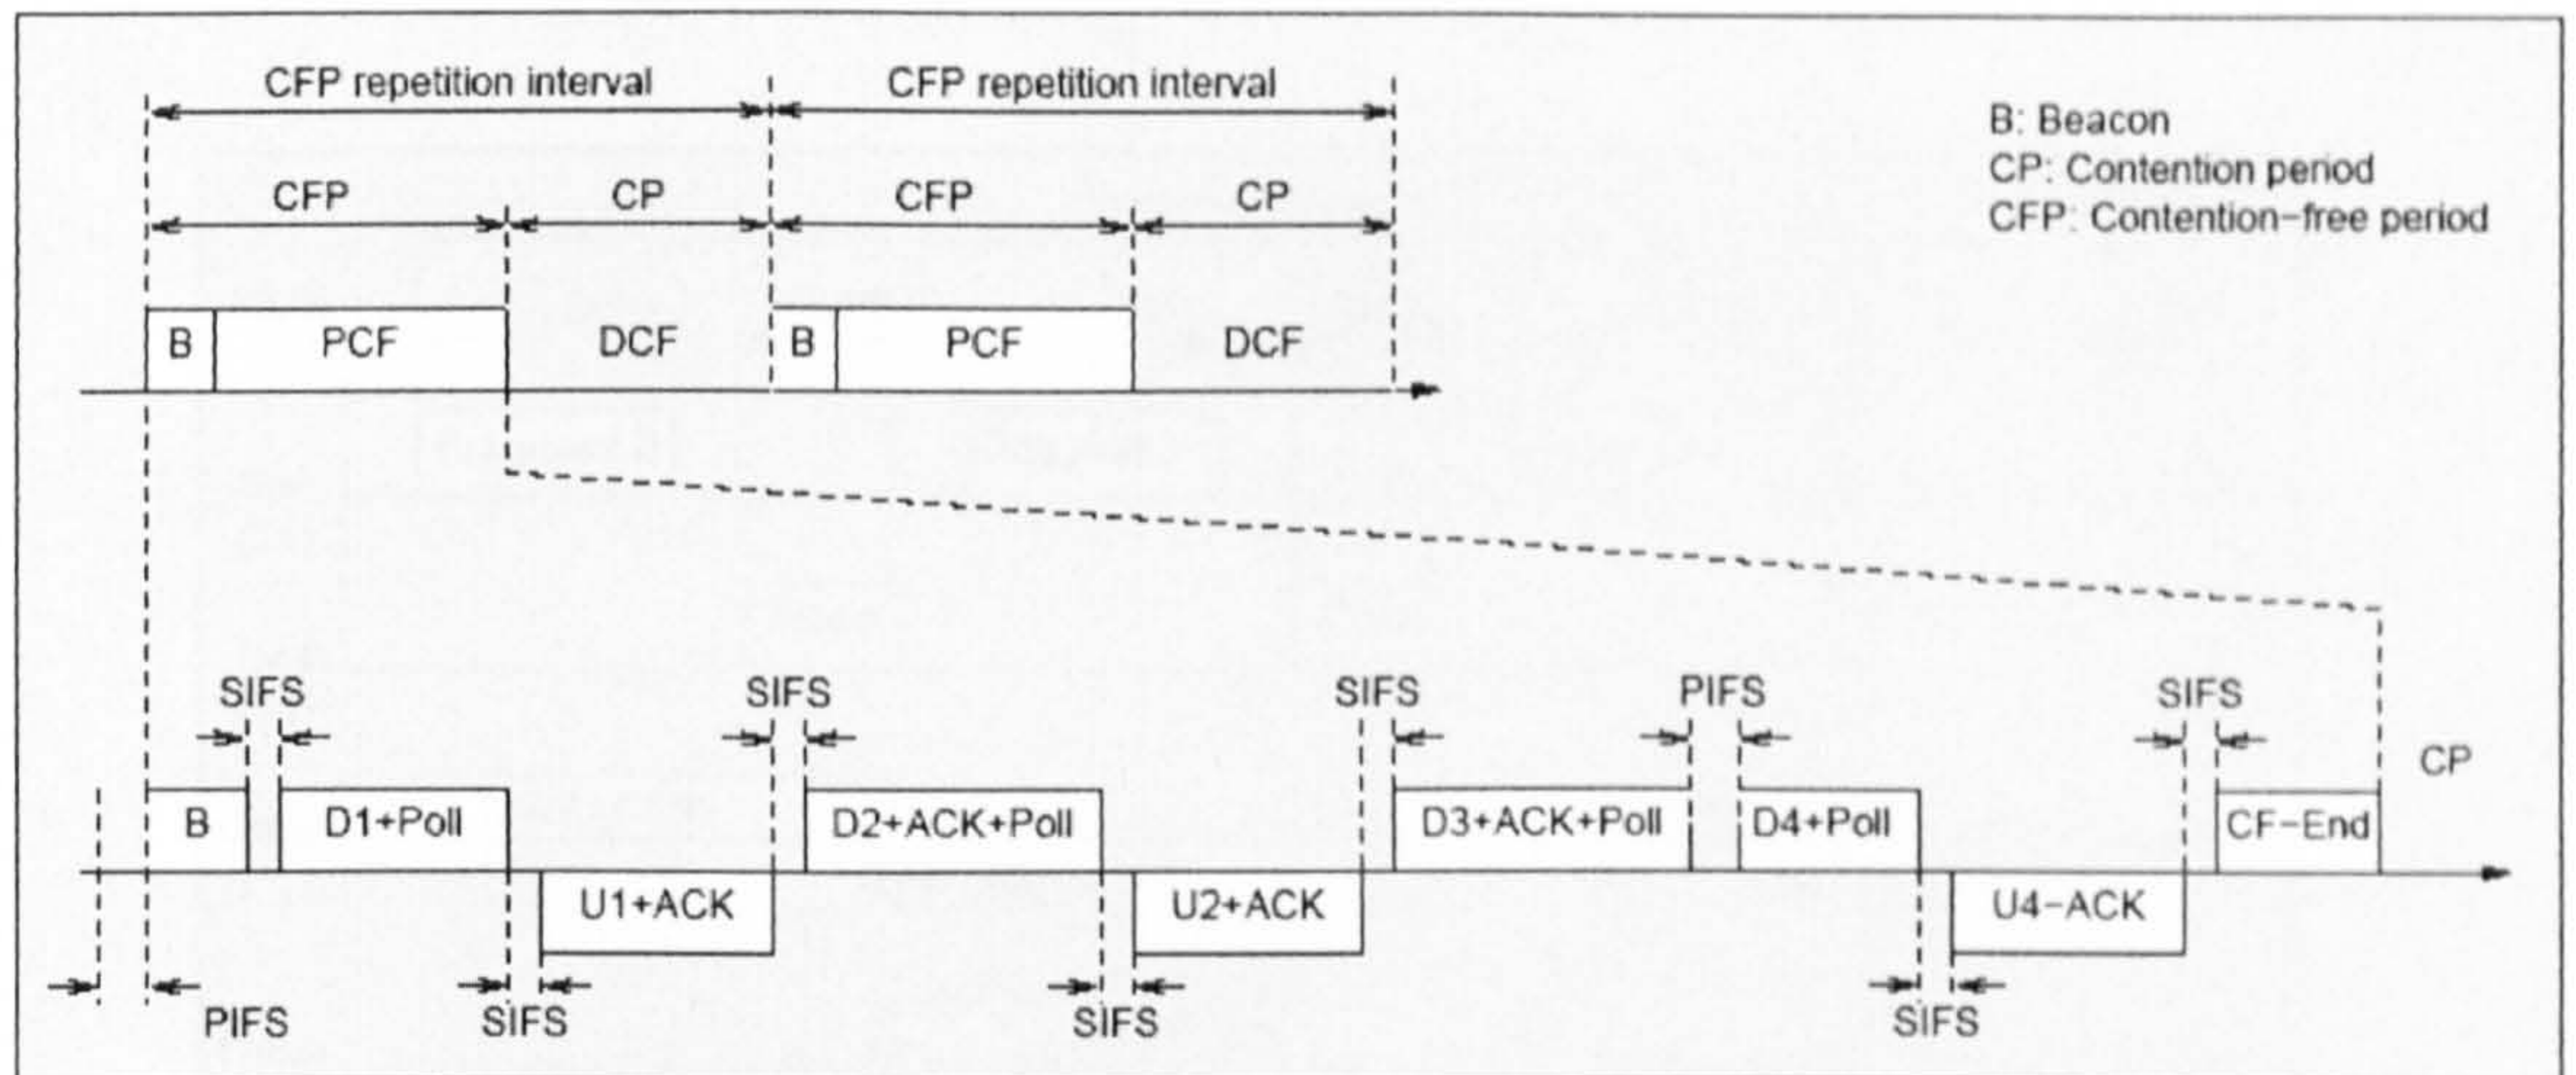 CFP repetition interval CFP repetition interval
B: Beacon
CP: Contention period
CFP: Contention-free period
CFP CP CFP CP
B PCF DCF B PCF DCF
SIFS SIFS SIFS PIFS SIFS
CP
B D1+Poll D2+ACK+Poll D3+ACK+Poll D4+Poll CF-End
U1+ACK U2+ACK U4-ACK
PIFS SIFS SIFS SIFS